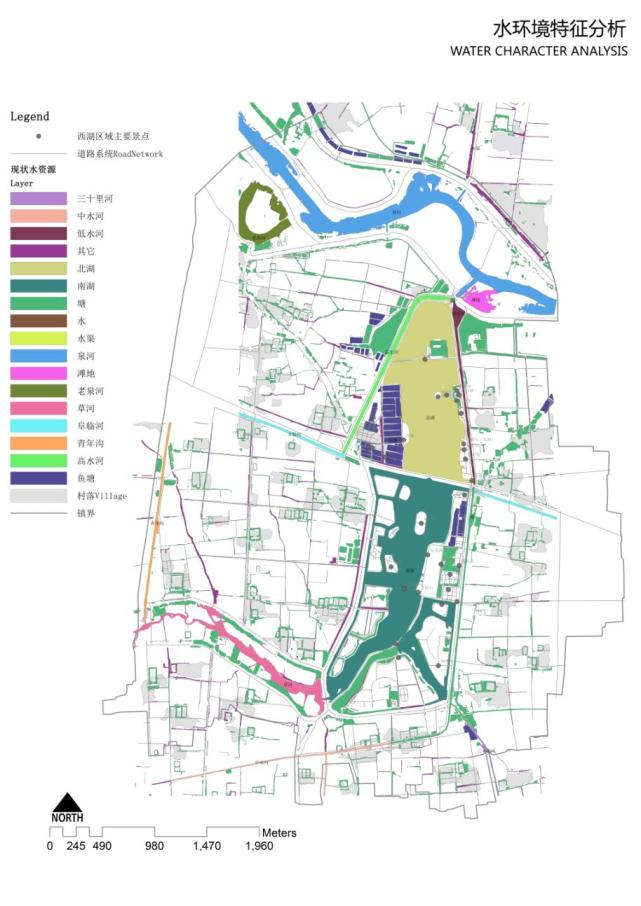 水环境特征分析
WATER CHARACTER ANALYSIS
Legend
西湖区域主要景点
道路系统RoadNetwork
现状水资源
Layer
三十里河
中水河
低水河
其它
北湖
南湖
塘
水
水渠
泉河
滩地
老泉河
草河
阜临河
青年沟
高水河
鱼塘
村落Village
镇界
NORTH
Meters
0 245 490 980 1,470 1,960